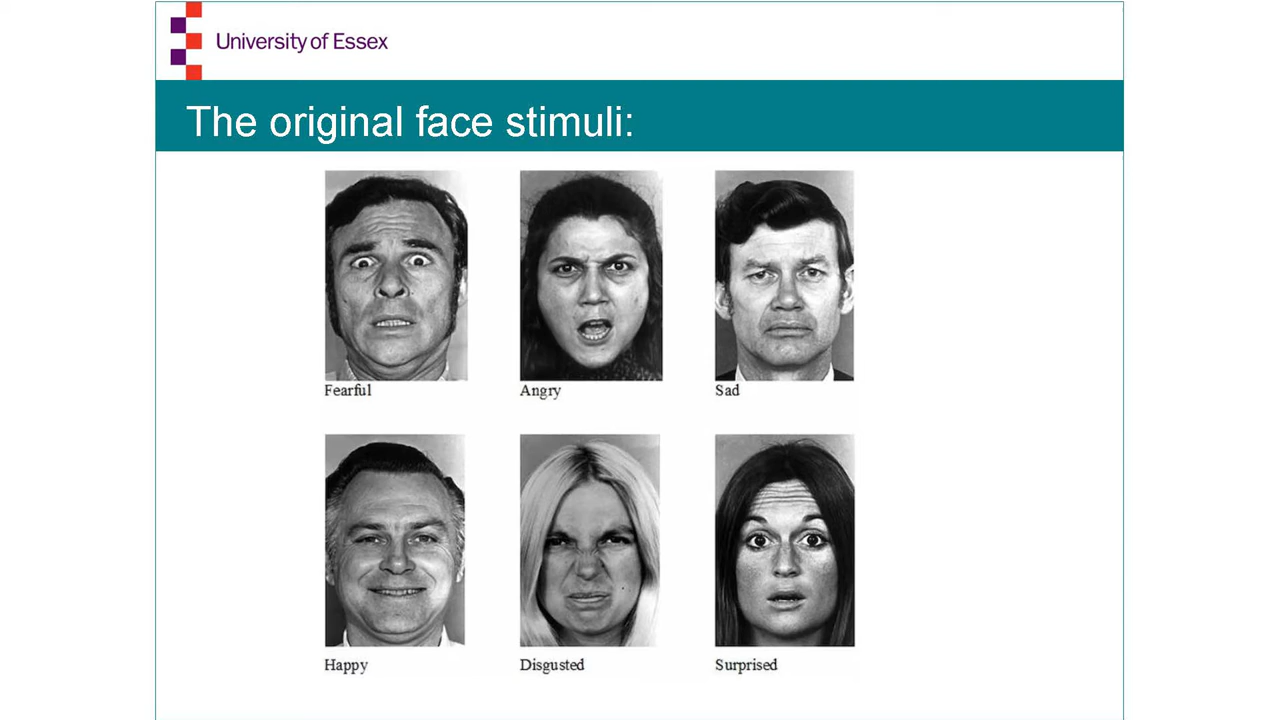 University of Essex
The original face stimuli:
Fearful
Angry
Sad
Happy
Disgusted
Surprised